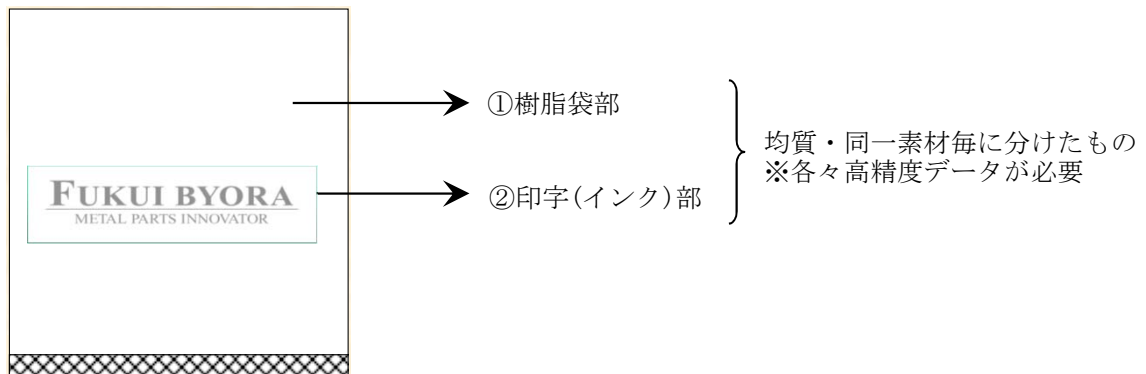 ①樹脂袋部
均質・同一素材毎に分けたもの
※各々高精度データが必要
②印字(インク)部
FUKUI BYORA
METAL PARTS INNOVATOR